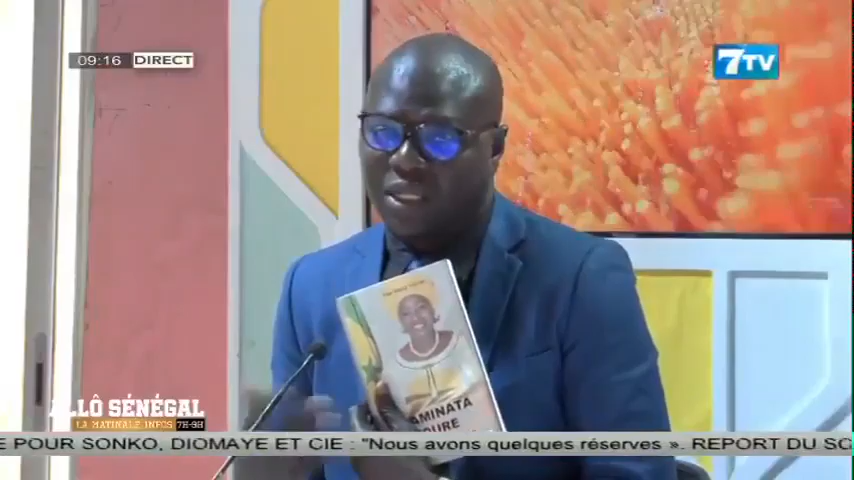 09:16 DIRECT
7TV
AMINATA
ALLÔ SÉNÉGAL
LA MATINALE INFOS 7H-9H
E POUR SONKO, DIOMAYE ET CIE : "Nous avons quelques réserves ». REPORT DU SC